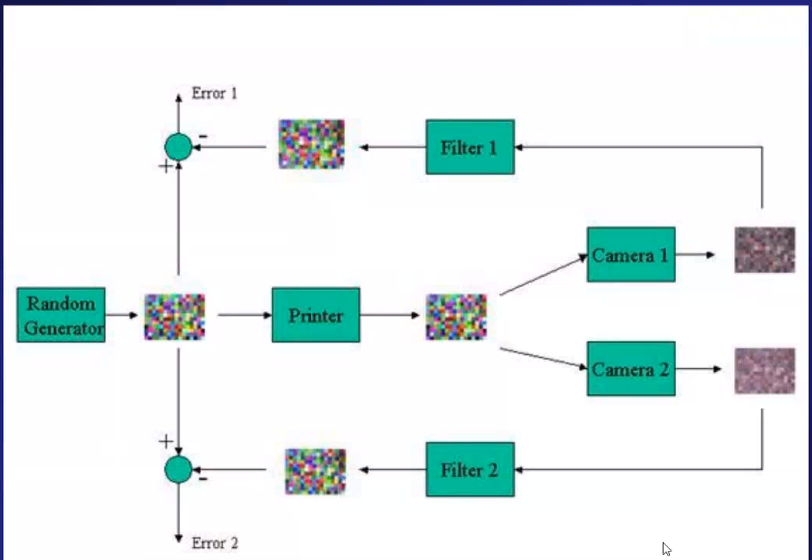 Error 1
-
+
Filter 1
Camera 1
Random
Generator
Printer
Camera 2
+
-
Filter 2
Error 2